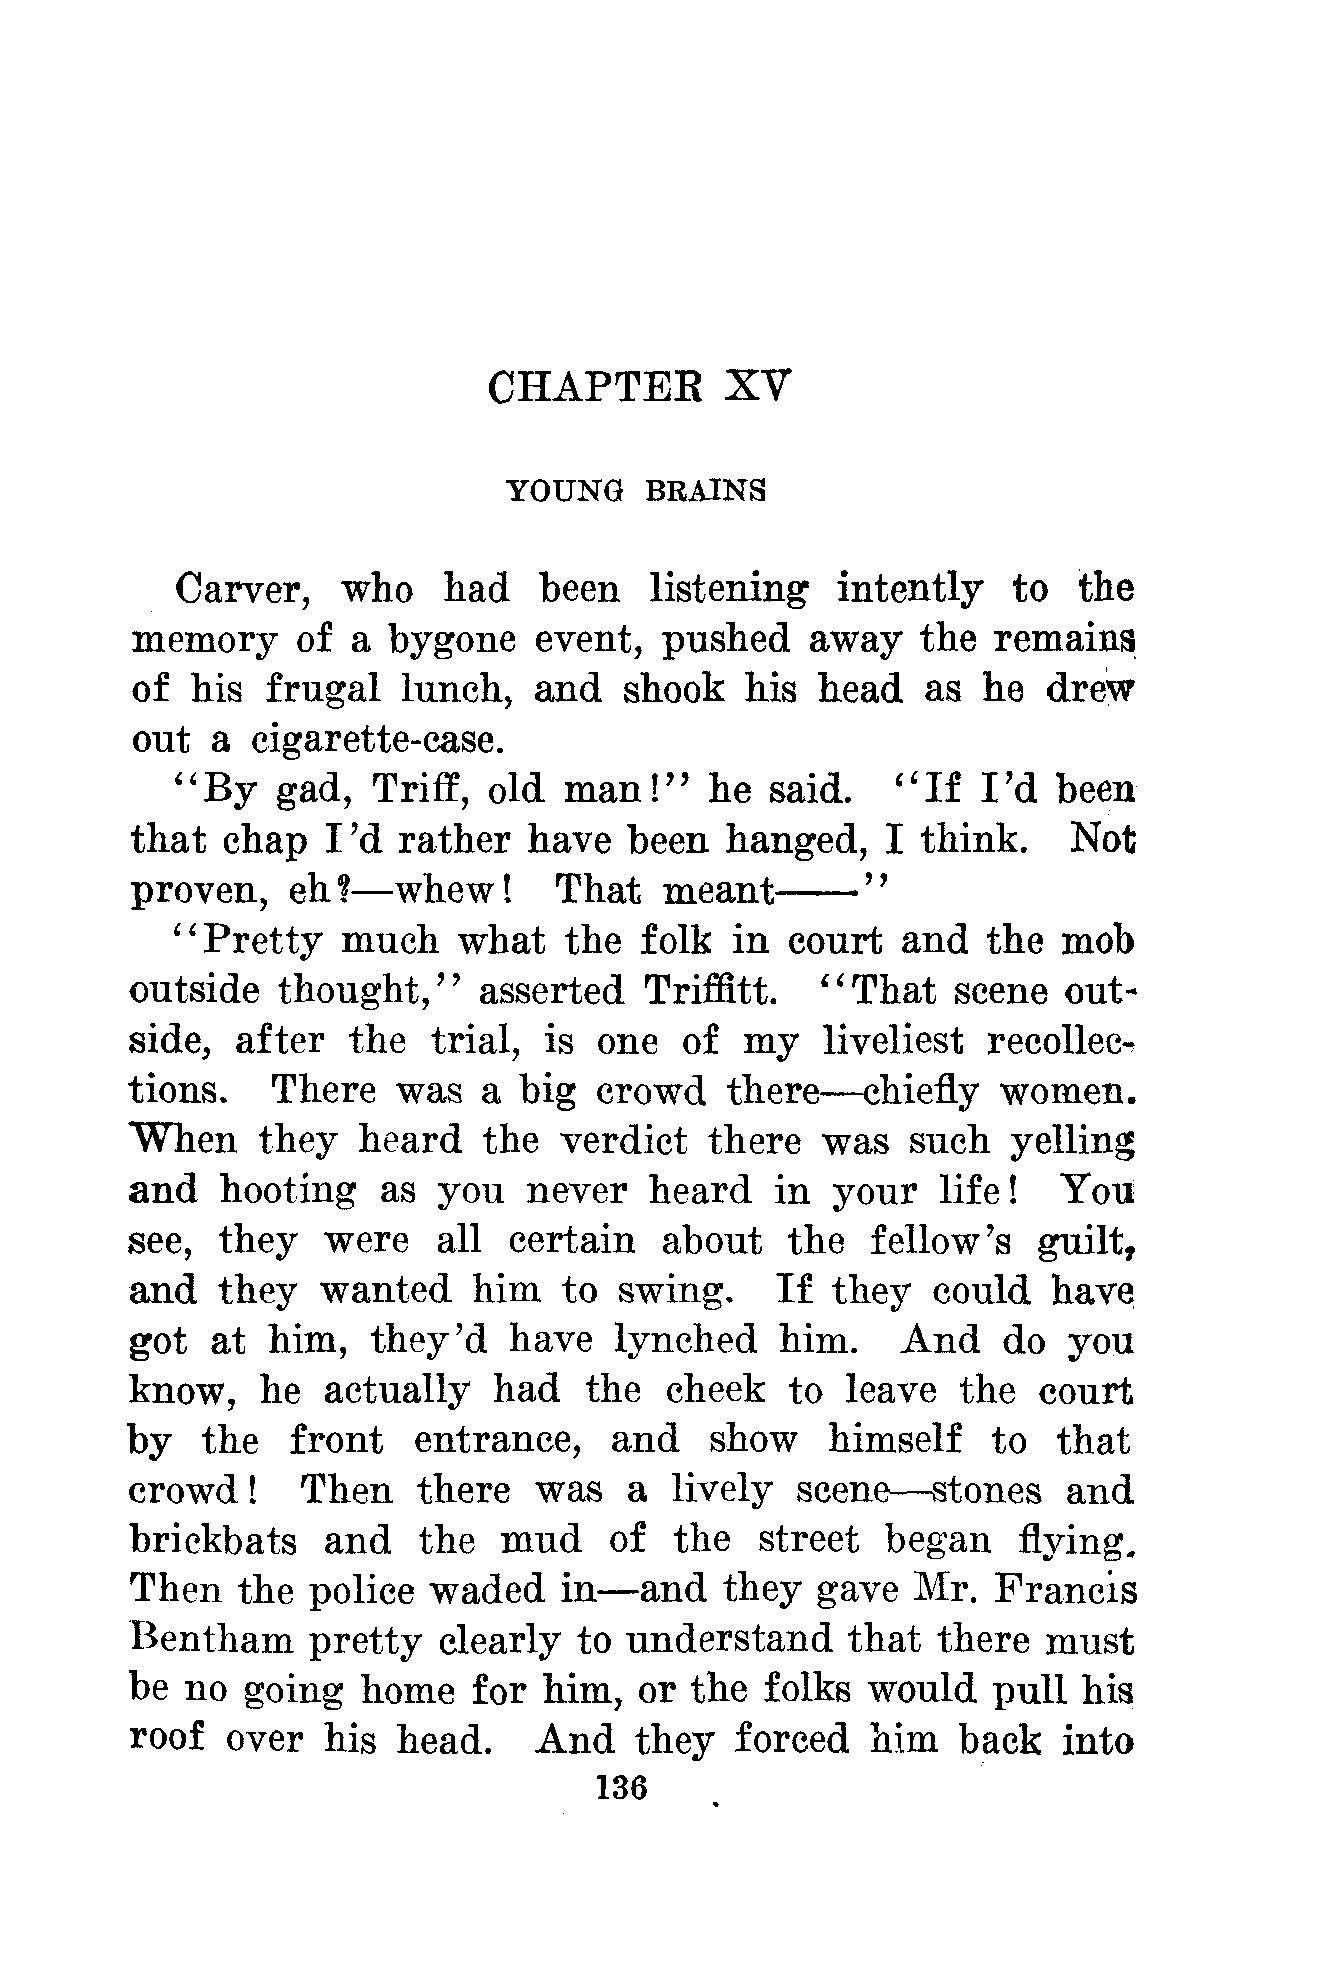 CHAPTER XV
YOUNG BRAINS
Carver, who had been listening intently to the
memory of a bygone event, pushed away the remains
of his frugal lunch, and shook his head as he drew
out a cigarette-case.
"By gad, Triff, old man!" he said. "If I'd been
that chap I'd rather have been hanged, I think. Not
proven, eh?—whew! That meant——"
"Pretty much what the folk in court and the mob
outside thought," asserted Triffitt. "That scene out-
side, after the trial, is one of my liveliest recollec-
tions. There was a big crowd there—chiefly women.
When they heard the verdict there was such yelling
and hooting as you never heard in your life! You
see, they were all certain about the fellow's guilt,
and they wanted him to swing. If they could have
got at him, they'd have lynched him. And do you
know, he actually had the cheek to leave the court
by the front entrance, and show himself to that
crowd! Then there was a lively scene—stones and
brickbats and the mud of the street began flying.
Then the police waded in—and they gave Mr. Francis
Bentham pretty clearly to understand that there must
be no going home for him, or the folks would pull his
roof over his head. And they forced him back into
136